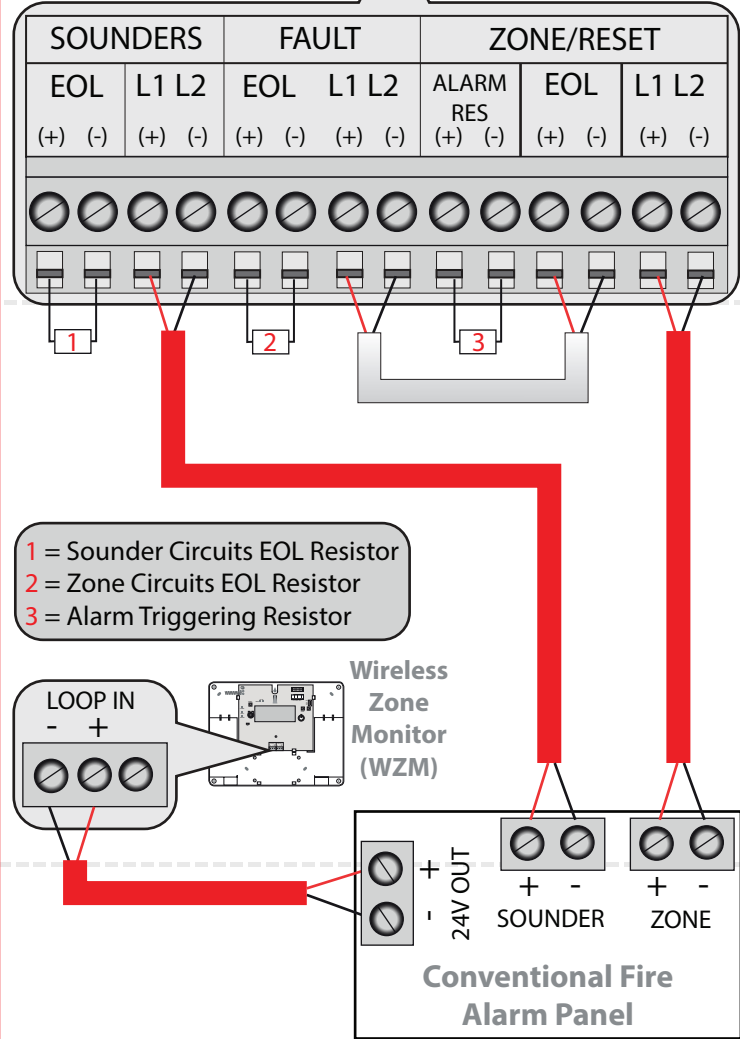 SOUNDERS FAULT ZONE/RESET
EOL L1 L2 EOL L1 L2 ALARM RES EOL L1 L2
(+) (-) (+) (-) (+) (-) (+) (-) (+) (-) (+) (-) (+) (-)
1 2 3
1 = Sounder Circuits EOL Resistor
2 = Zone Circuits EOL Resistor
3 = Alarm Triggering Resistor
Wireless
Zone
Monitor
(WZM)
LOOP IN
- +
+
-
24V OUT
+ -
SOUNDER
+ -
ZONE
Conventional Fire
Alarm Panel